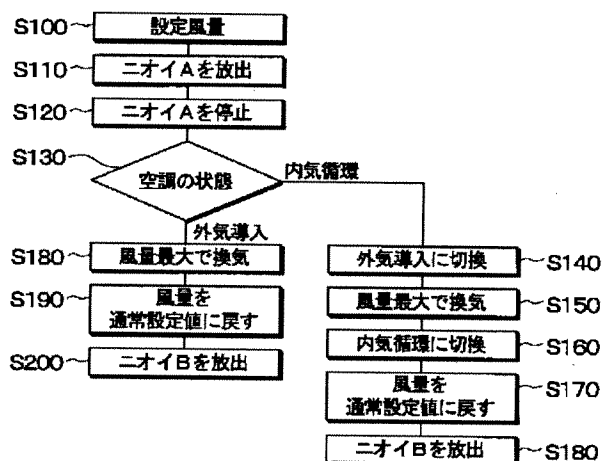 S100 設定風量
S110 ニオイAを放出
S120 ニオイAを停止
S130 空調の状態
内気循環
外気導入
S180 風量最大で換気
S190 風量を
通常設定値に戻す
S200 ニオイBを放出
外気導入に切換 S140
風量最大で換気 S150
内気循環に切換 S160
風量を
通常設定値に戻す S170
ニオイBを放出 S180